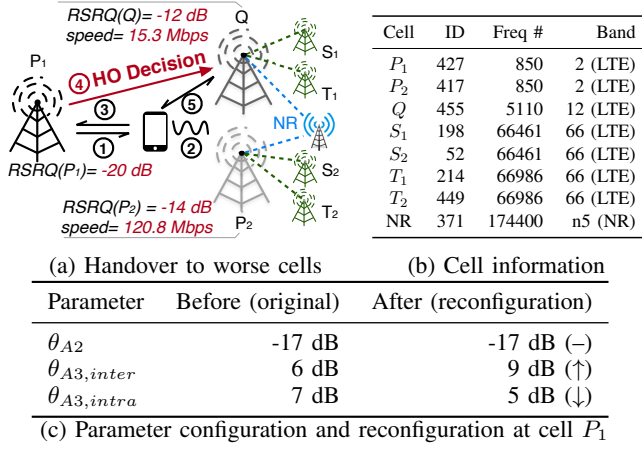 RSRQ(Q)= -12 dB
speed= 15.3 Mbps
Q
P1
④ HO Decision
S1
T1
③
①
⑤
②
NR
RSRQ(P1)= -20 dB
S2
T2
RSRQ(P2)= -14 dB
speed= 120.8 Mbps
P2
(a) Handover to worse cells
Cell ID Freq # Band
P1 427 850 2 (LTE)
P2 417 850 2 (LTE)
Q 455 5110 12 (LTE)
S1 198 66461 66 (LTE)
S2 52 66461 66 (LTE)
T1 214 66986 66 (LTE)
T2 449 66986 66 (LTE)
NR 371 174400 n5 (NR)
(b) Cell information
Parameter Before (original) After (reconfiguration)
θA2 -17 dB -17 dB (–)
θA3,inter 6 dB 9 dB (↑)
θA3,intra 7 dB 5 dB (↓)
(c) Parameter configuration and reconfiguration at cell P1